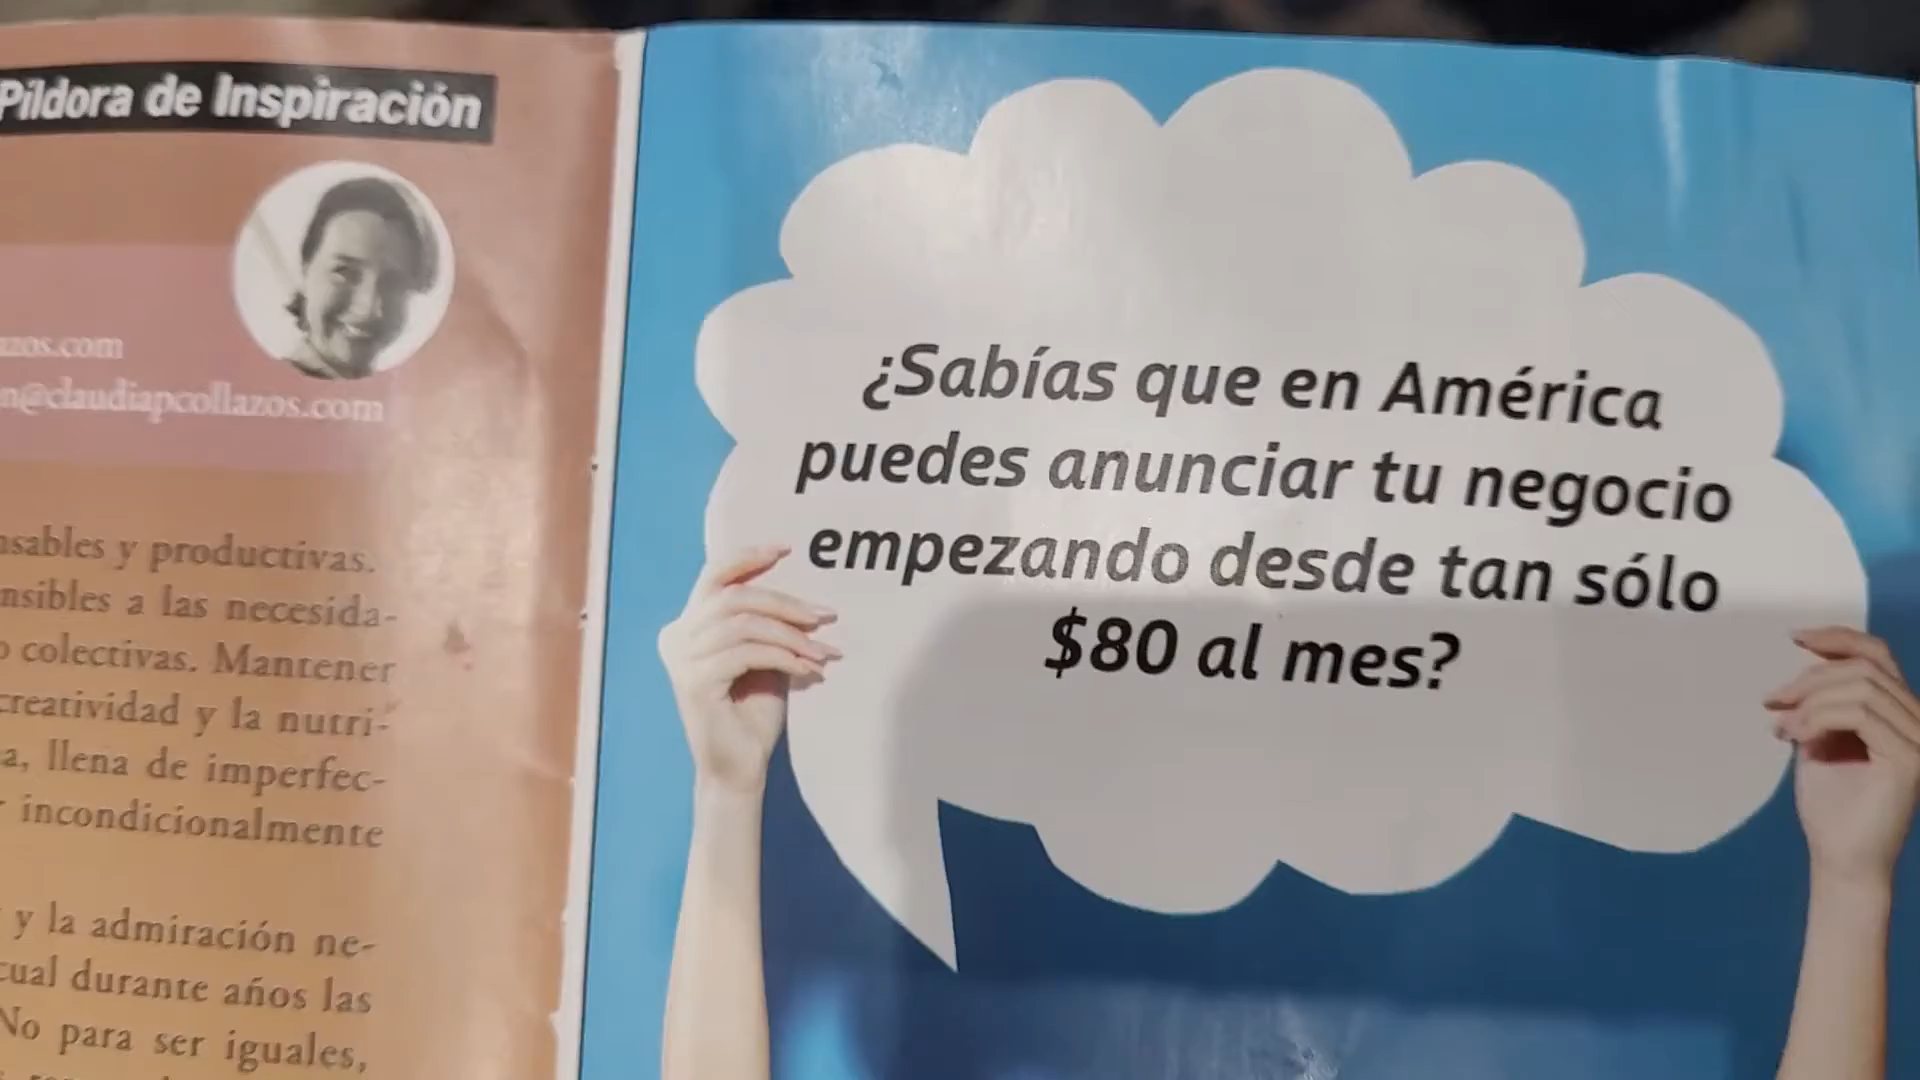 Píldora de Inspiración
azos.com
n@claudiapcollazos.com
nsables y productivas.
nsibles a las necesida-
o colectivas. Mantener
creatividad y la nutri-
a, llena de imperfec-
incondicionalmente
y la admiración ne-
cual durante años las
No para ser iguales,
¿Sabías que en América
puedes anunciar tu negocio
empezando desde tan sólo
$80 al mes?